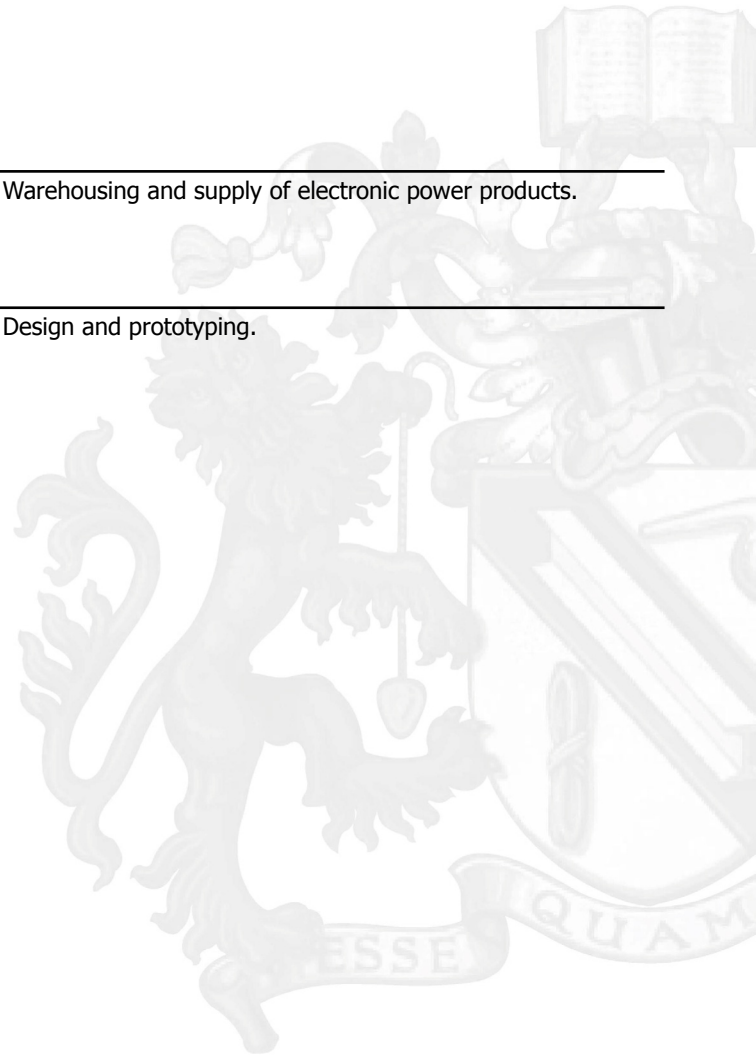 Warehousing and supply of electronic power products.
Design and prototyping.
ESSE QUAM